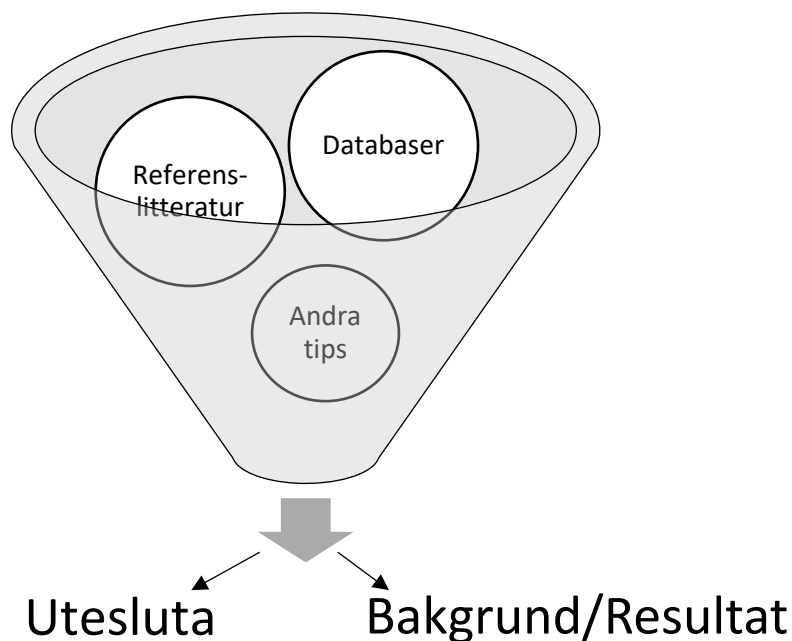 Databaser
Referens-
litteratur
Andra
tips
Utesluta
Bakgrund/Resultat